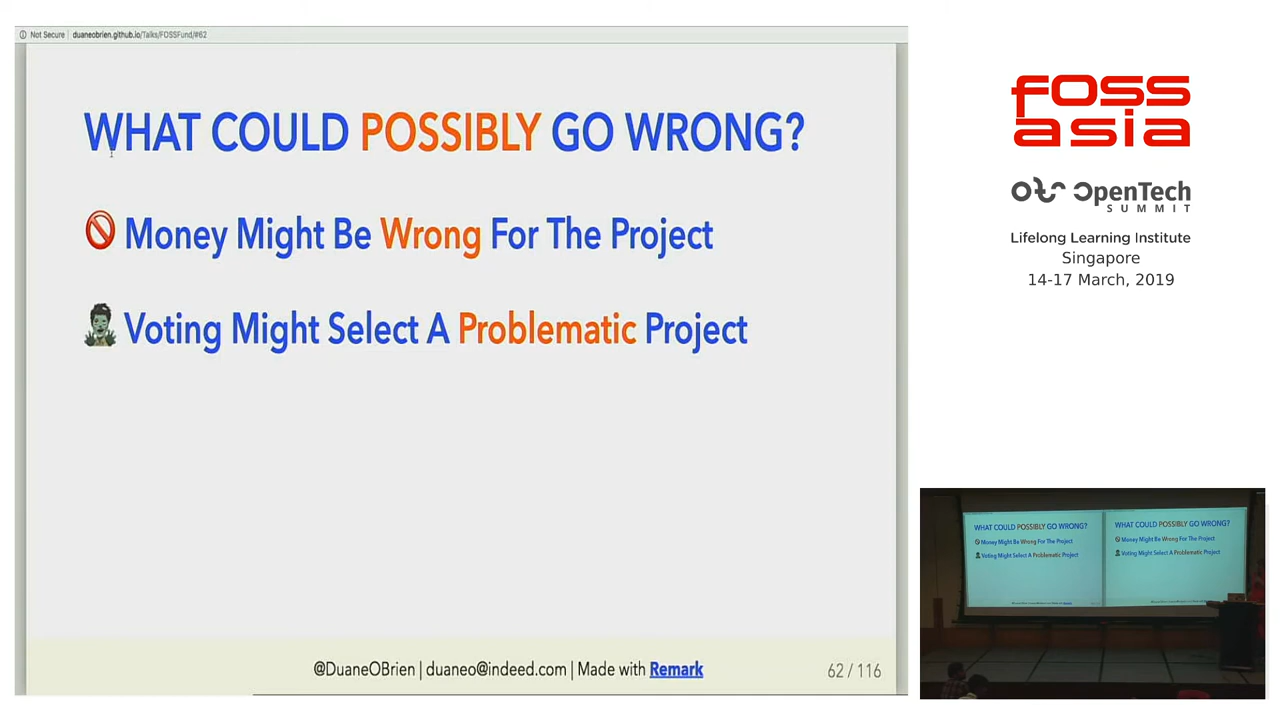 Not Secure | duaneobrien.github.io/Talks/FOSSFund/#62
WHAT COULD POSSIBLY GO WRONG?
Money Might Be Wrong For The Project
Voting Might Select A Problematic Project
@DuaneOBrien | duaneo@indeed.com | Made with Remark
62 / 116
FOSS
asia
OpenTech
SUMMIT
Lifelong Learning Institute
Singapore
14-17 March, 2019
WHAT COULD POSSIBLY GO WRONG?
Money Might Be Wrong For The Project
Voting Might Select A Problematic Project
WHAT COULD POSSIBLY GO WRONG?
Money Might Be Wrong For The Project
Voting Might Select A Problematic Project